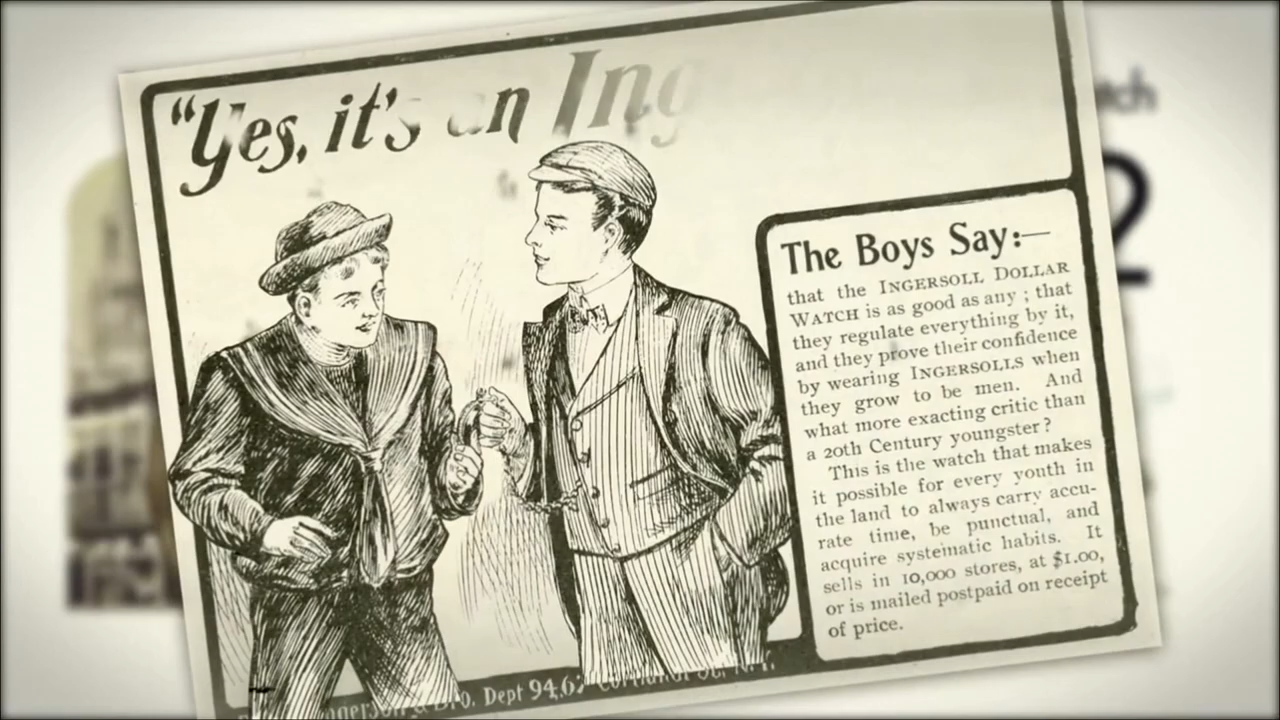 "Yes, it's an Ing
The Boys Say:—
that the INGERSOLL DOLLAR
WATCH is as good as any; that
they regulate everything by it,
and they prove their confidence
by wearing INGERSOLLS when
they grow to be men. And
what more exacting critic than
a 20th Century youngster?
This is the watch that makes
it possible for every youth in
the land to always carry accu-
rate time, be punctual, and
acquire systematic habits. It
sells in 10,000 stores, at $1.00,
or is mailed postpaid on receipt
of price.
Bro. Dept 94,67 Cortlandt St., N.Y.
2